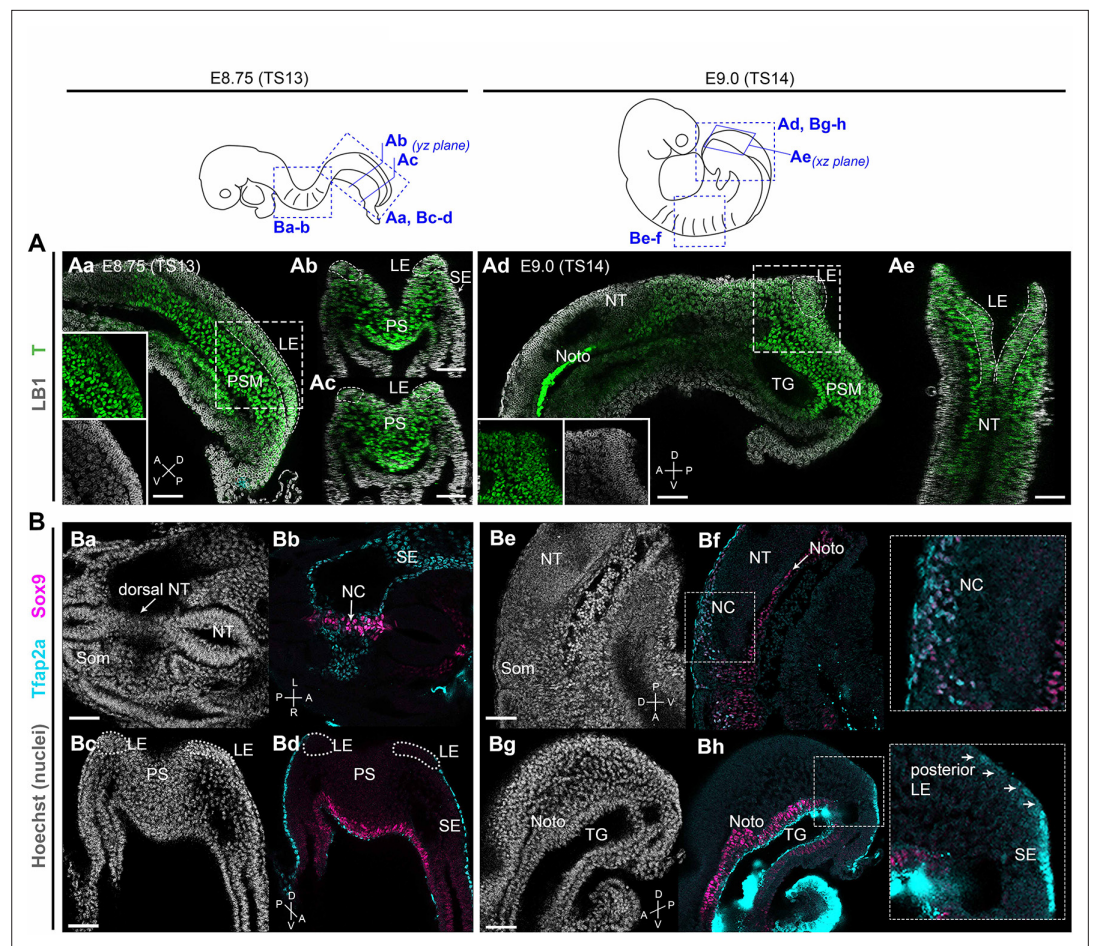 E8.75 (TS13)
E9.0 (TS14)
Ab (yz plane)
Ac
Aa, Bc-d
Ba-b
Ad, Bg-h
Ae (xz plane)
Be-f
A
LB1 T
Aa E8.75 (TS13)
LE
PSM
A D
V P
Ab
LE
SE
PS
Ac
LE
PS
Ad E9.0 (TS14)
NT
LE
Noto
TG
PSM
D
A P
V
Ae
LE
NT
B
Hoechst (nuclei) Tfap2a Sox9
Ba
dorsal NT
NT
Som
Bb
SE
NC
L
P A
R
Be
NT
Som
P
D V
A
Bf
Noto
NT
NC
NC
Bc
LE
LE
PS
Bd
LE
LE
PS
SE
D
P
A
V
Bg
Noto
TG
D
A P
V
Bh
Noto
TG
posterior
LE
SE